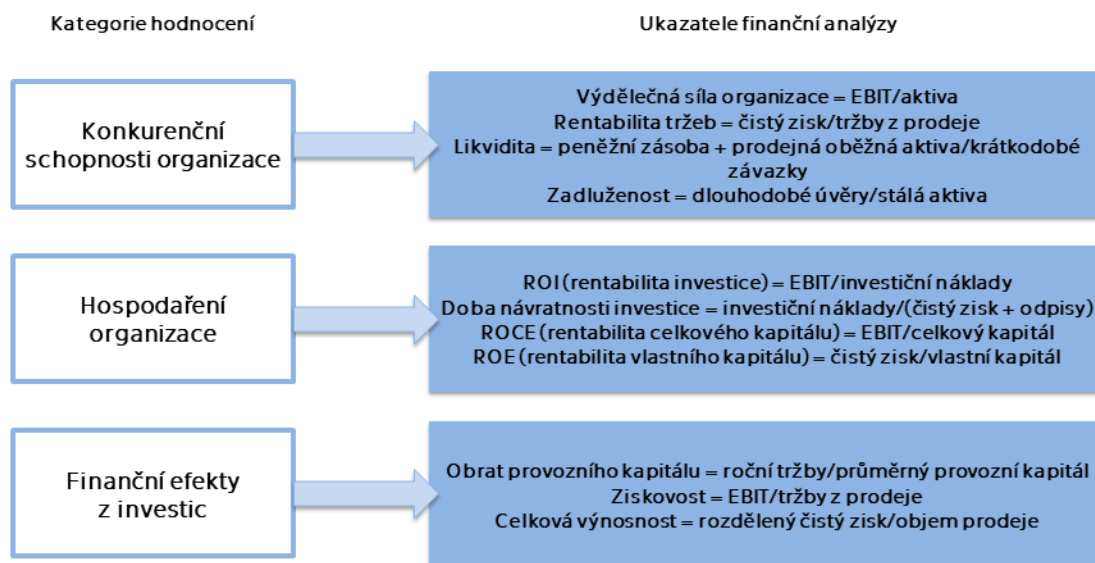 Kategorie hodnocení
Ukazatele finanční analýzy
Konkurenční
schopnosti organizace
Výdělečná síla organizace = EBIT/aktiva
Rentabilita tržeb = čistý zisk/tržby z prodeje
Likvidita = peněžní zásoba + prodejná oběžná aktiva/krátkodobé
závazky
Zadluženost = dlouhodobé úvěry/stálá aktiva
Hospodaření
organizace
ROI (rentabilita investice) = EBIT/investiční náklady
Doba návratnosti investice = investiční náklady/(čistý zisk + odpisy)
ROCE (rentabilita celkového kapitálu) = EBIT/celkový kapitál
ROE (rentabilita vlastního kapitálu) = čistý zisk/vlastní kapitál
Finanční efekty
z investic
Obrat provozního kapitálu = roční tržby/průměrný provozní kapitál
Ziskovost = EBIT/tržby z prodeje
Celková výnosnost = rozdělený čistý zisk/objem prodeje